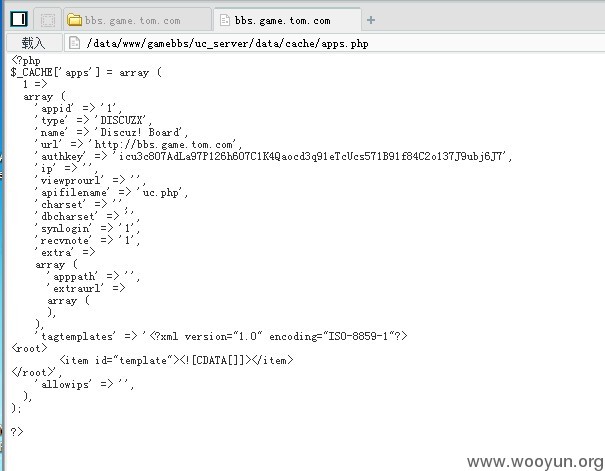 bbs.game.tom.com
bbs.game.tom.com
载入
/data/www/gamebbs/uc_server/data/cache/apps.php
<?php
$_CACHE['apps'] = array (
  1 =>
  array (
    'appid' => '1',
    'type' => 'DISCUZX',
    'name' => 'Discuz! Board',
    'url' => 'http://bbs.game.tom.com',
    'authkey' => 'icu3c807AdLa97P126h607C1K4Qaocd3q91eTcUcs571B91f84C2o137J9ubj6J7',
    'ip' => '',
    'viewprourl' => '',
    'apifilename' => 'uc.php',
    'charset' => '',
    'dbcharset' => '',
    'synlogin' => '1',
    'recvnote' => '1',
    'extra' =>
    array (
      'apppath' => '',
      'extraurl' =>
      array (
      ),
    ),
    'tagtemplates' => '<?xml version="1.0" encoding="ISO-8859-1"?>
<root>
	<item id="template"><![CDATA[]]></item>
</root>',
    'allowips' => '',
  ),
);
?>
www.wooyun.org